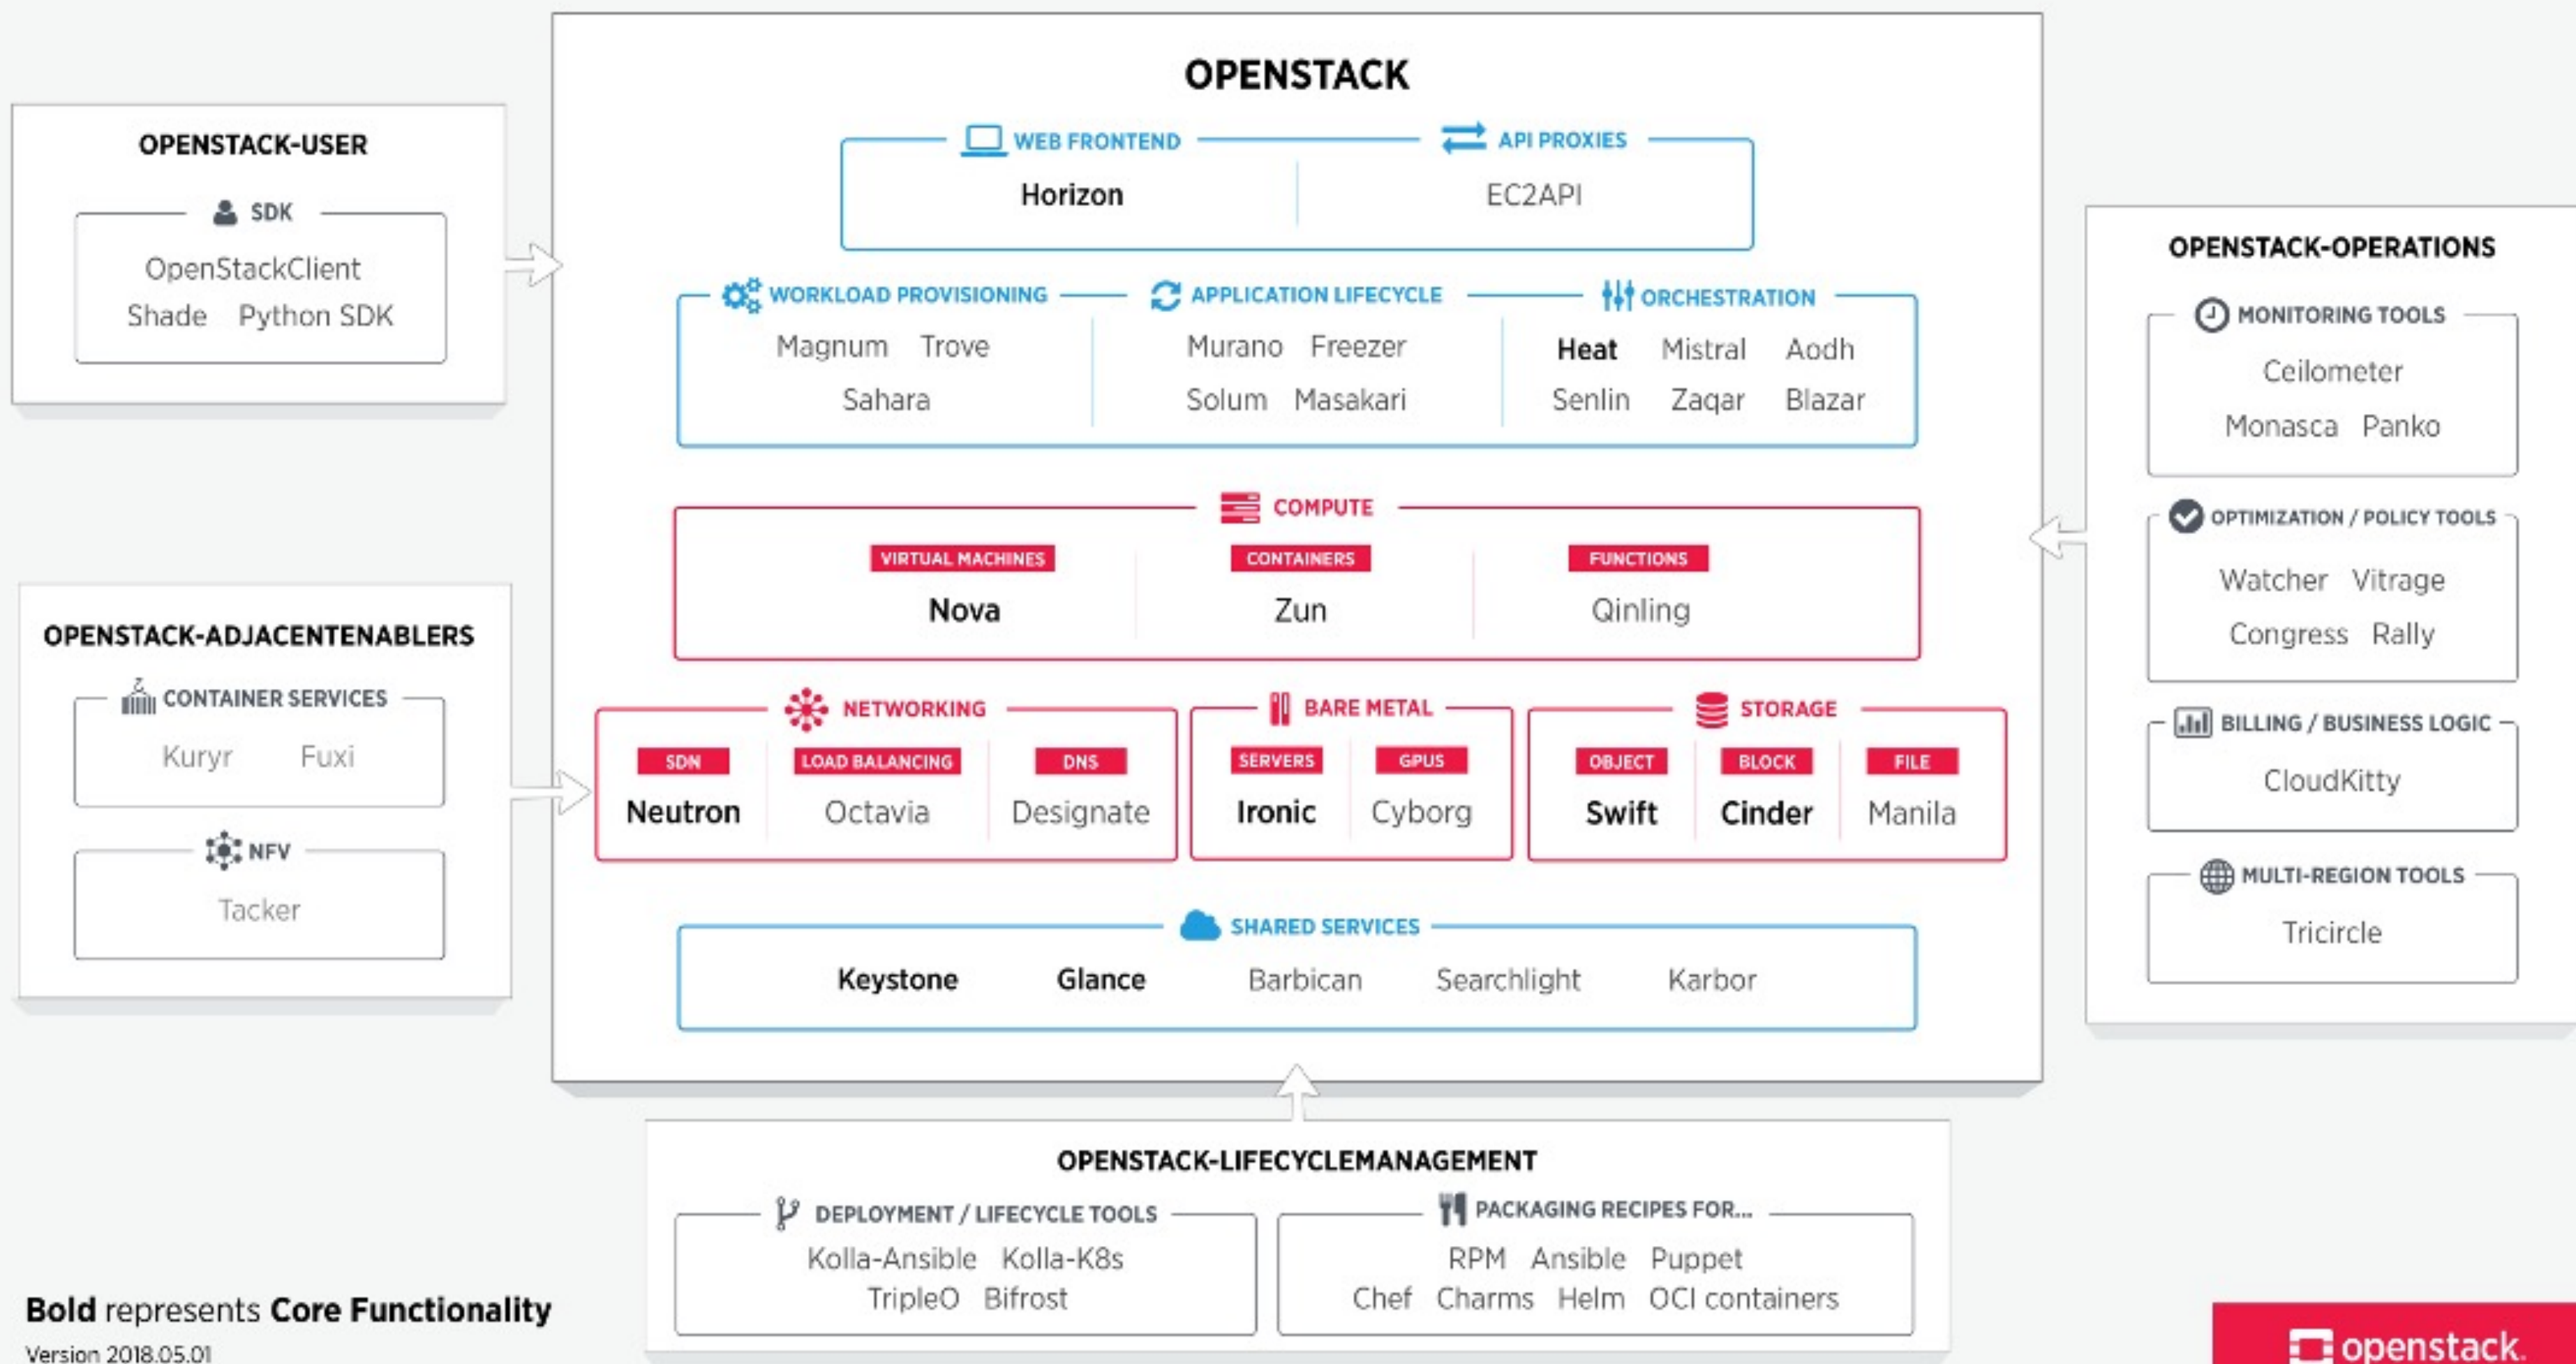 OPENSTACK
WEB FRONTEND
Horizon
API PROXIES
EC2API
WORKLOAD PROVISIONING
Magnum Trove
Sahara
APPLICATION LIFECYCLE
Murano Freezer
Solum Masakari
ORCHESTRATION
Heat Mistral Aodh
Senlin Zaqar Blazar
COMPUTE
VIRTUAL MACHINES
Nova
CONTAINERS
Zun
FUNCTIONS
Qinling
NETWORKING
SDN
Neutron
LOAD BALANCING
Octavia
DNS
Designate
BARE METAL
SERVERS
Ironic
GPUS
Cyborg
STORAGE
OBJECT
Swift
BLOCK
Cinder
FILE
Manila
SHARED SERVICES
Keystone Glance Barbican Searchlight Karbor
OPENSTACK-USER
SDK
OpenStackClient
Shade Python SDK
OPENSTACK-ADJACENTENABLERS
CONTAINER SERVICES
Kuryr Fuxi
NFV
Tacker
OPENSTACK-OPERATIONS
MONITORING TOOLS
Ceilometer
Monasca Panko
OPTIMIZATION / POLICY TOOLS
Watcher Vitrage
Congress Rally
BILLING / BUSINESS LOGIC
CloudKitty
MULTI-REGION TOOLS
Tricircle
OPENSTACK-LIFECYCLEMANAGEMENT
DEPLOYMENT / LIFECYCLE TOOLS
Kolla-Ansible Kolla-K8s
TripleO Bifrost
PACKAGING RECIPES FOR...
RPM Ansible Puppet
Chef Charms Helm OCI containers
Bold represents Core Functionality
Version 2018.05.01
openstack.